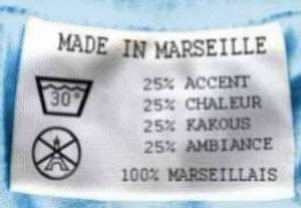 MADE IN MARSEILLE
30°
25% ACCENT
25% CHALEUR
25% KAKOUS
25% AMBIANCE
100% MARSEILLAIS